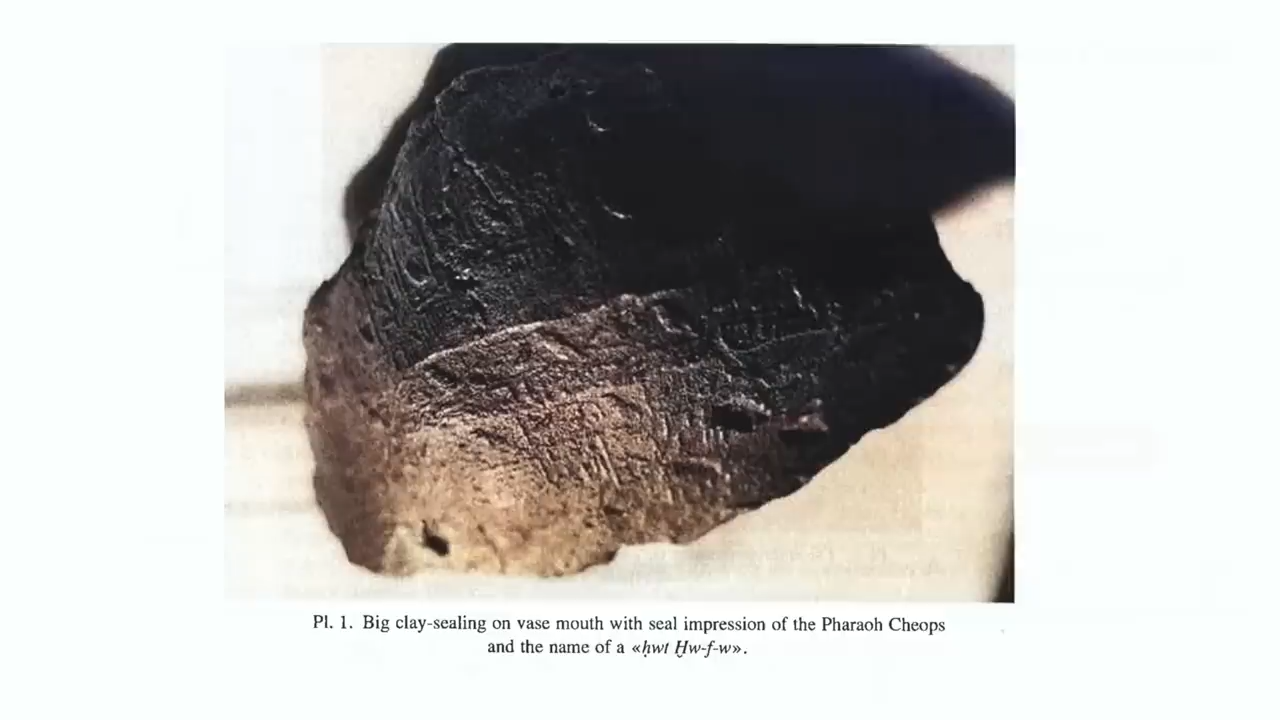 Pl. 1. Big clay-sealing on vase mouth with seal impression of the Pharaoh Cheops
and the name of a «ḥwt Ḫw-f-w».